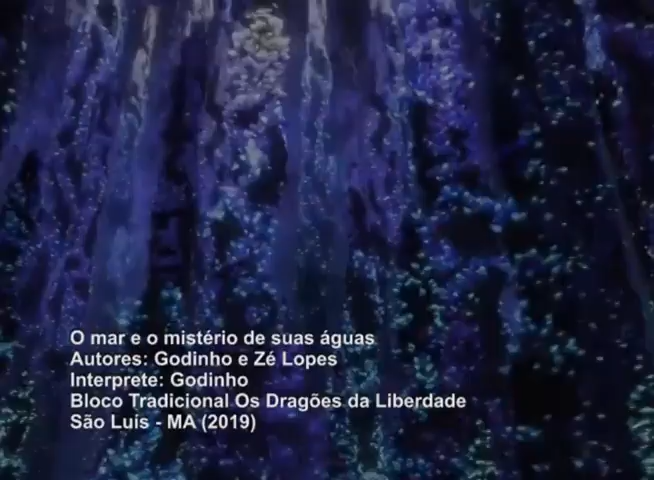 O mar e o mistério de suas águas
Autores: Godinho e Zé Lopes
Interprete: Godinho
Bloco Tradicional Os Dragões da Liberdade
São Luís - MA (2019)